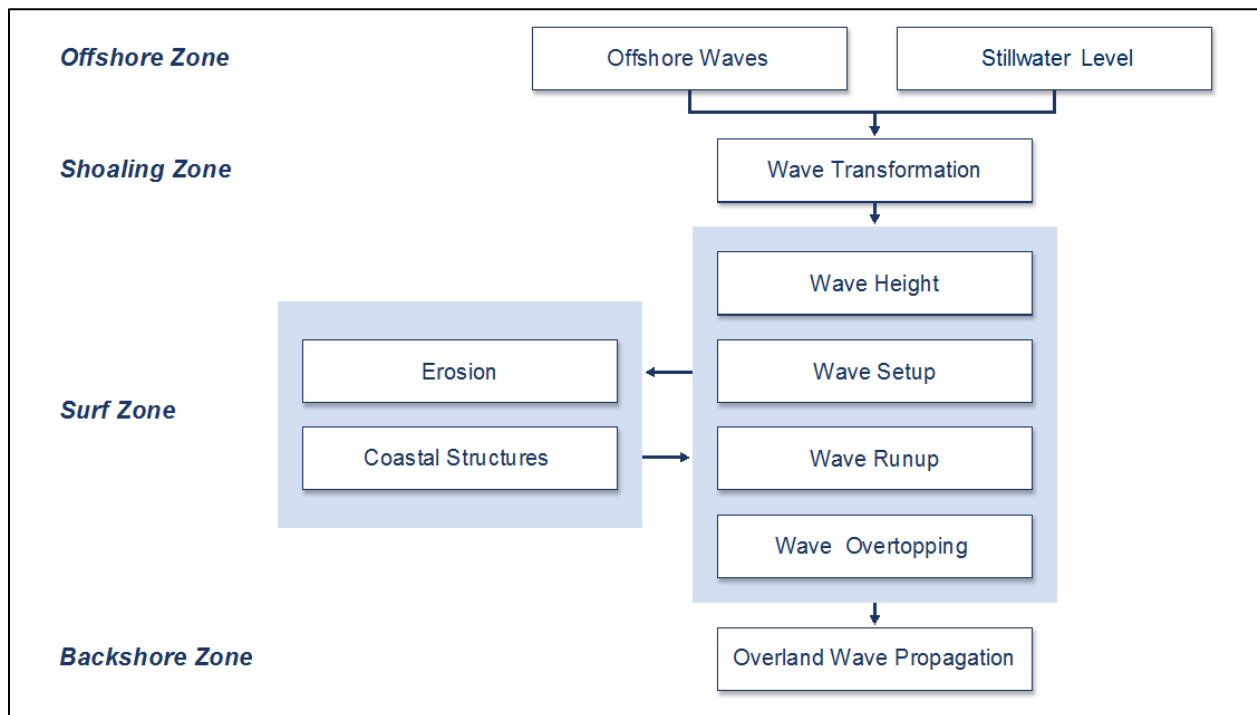 Offshore Zone
Offshore Waves
Stillwater Level
Shoaling Zone
Wave Transformation
Wave Height
Erosion
Wave Setup
Surf Zone
Coastal Structures
Wave Runup
Wave Overtopping
Backshore Zone
Overland Wave Propagation